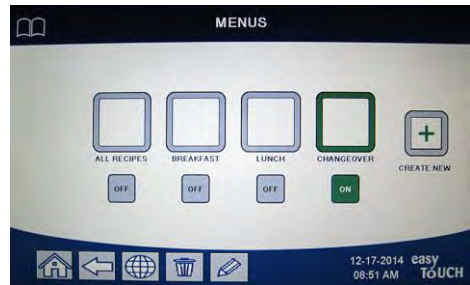 MENUS
ALL RECIPES
BREAKFAST
LUNCH
CHANGEOVER
CREATE NEW
OFF
OFF
OFF
ON
12-17-2014
08:51 AM
easy
TOUCH